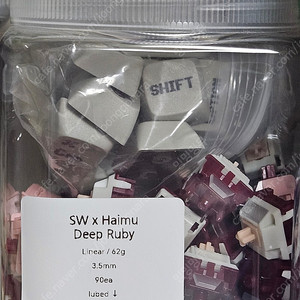 SHIFT
SW x Haimu
Deep Ruby
Linear / 62g
3.5mm
90ea
lubed ↓